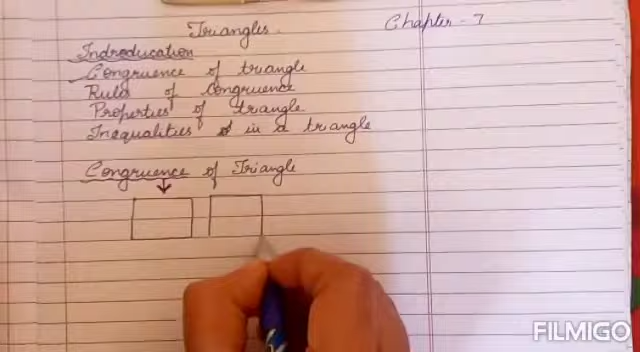 Triangles. Chapter - 7
Indroducation
Congruence of triangle
Rules of Congruence
Properties of triangle
Inequalities in a triangle
Congruence of Triangle
FILMIGO